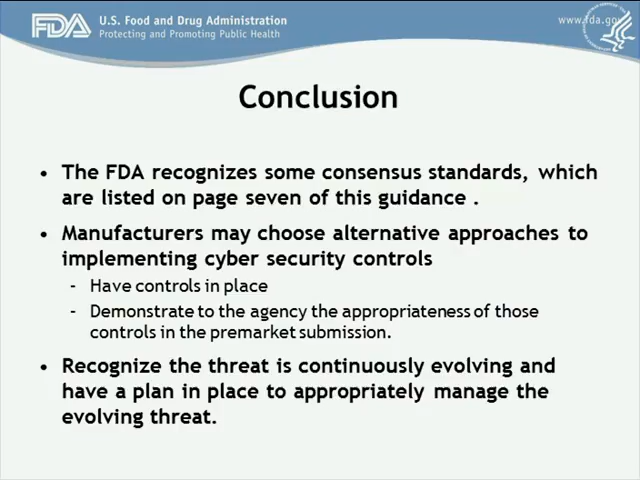 FDA U.S. Food and Drug Administration
Protecting and Promoting Public Health
www.fda.gov
Conclusion
• The FDA recognizes some consensus standards, which
are listed on page seven of this guidance .
• Manufacturers may choose alternative approaches to
implementing cyber security controls
- Have controls in place
- Demonstrate to the agency the appropriateness of those
controls in the premarket submission.
• Recognize the threat is continuously evolving and
have a plan in place to appropriately manage the
evolving threat.